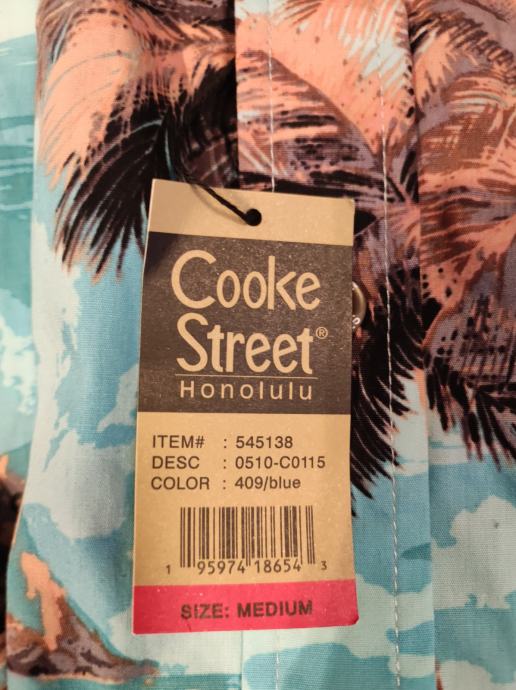 Cooke
Street®
Honolulu
ITEM# : 545138
DESC : 0510-C0115
COLOR : 409/blue
1 95974 18654 3
SIZE: MEDIUM